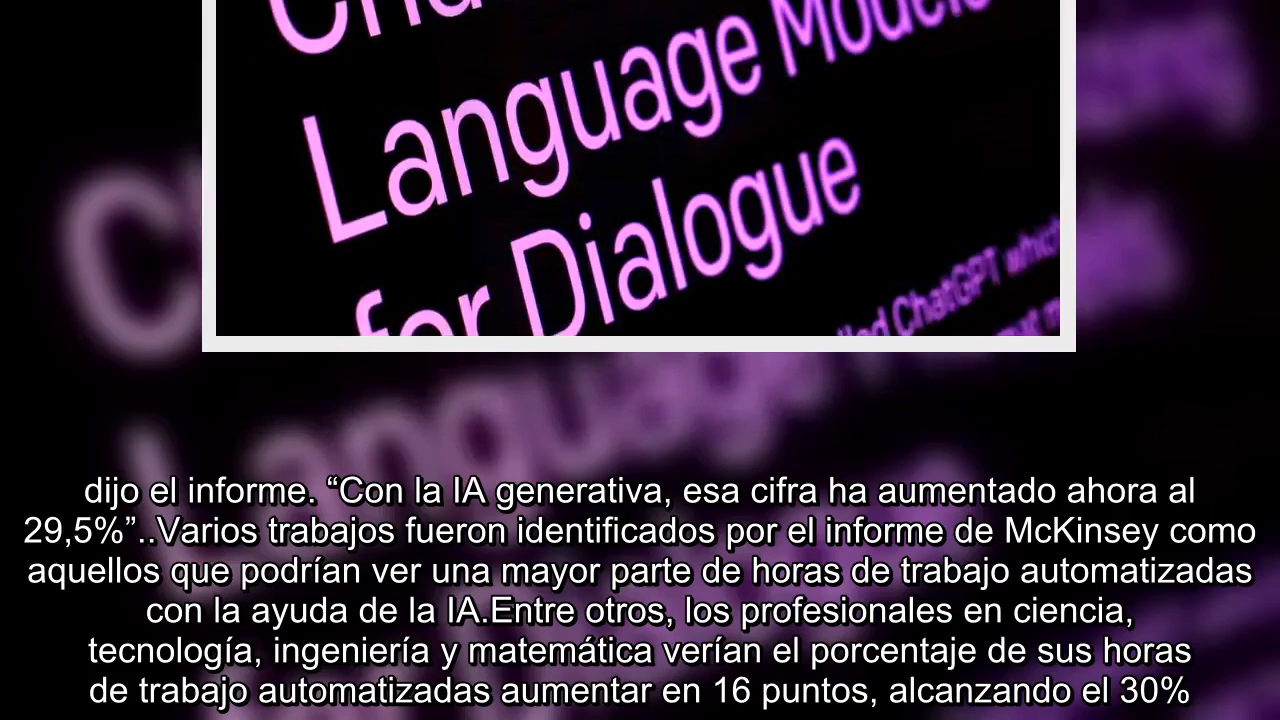 Language Models
for Dialogue
ChatGPT which
dijo el informe. “Con la IA generativa, esa cifra ha aumentado ahora al
29,5%”..Varios trabajos fueron identificados por el informe de McKinsey como
aquellos que podrían ver una mayor parte de horas de trabajo automatizadas
con la ayuda de la IA.Entre otros, los profesionales en ciencia,
tecnología, ingeniería y matemática verían el porcentaje de sus horas
de trabajo automatizadas aumentar en 16 puntos, alcanzando el 30%